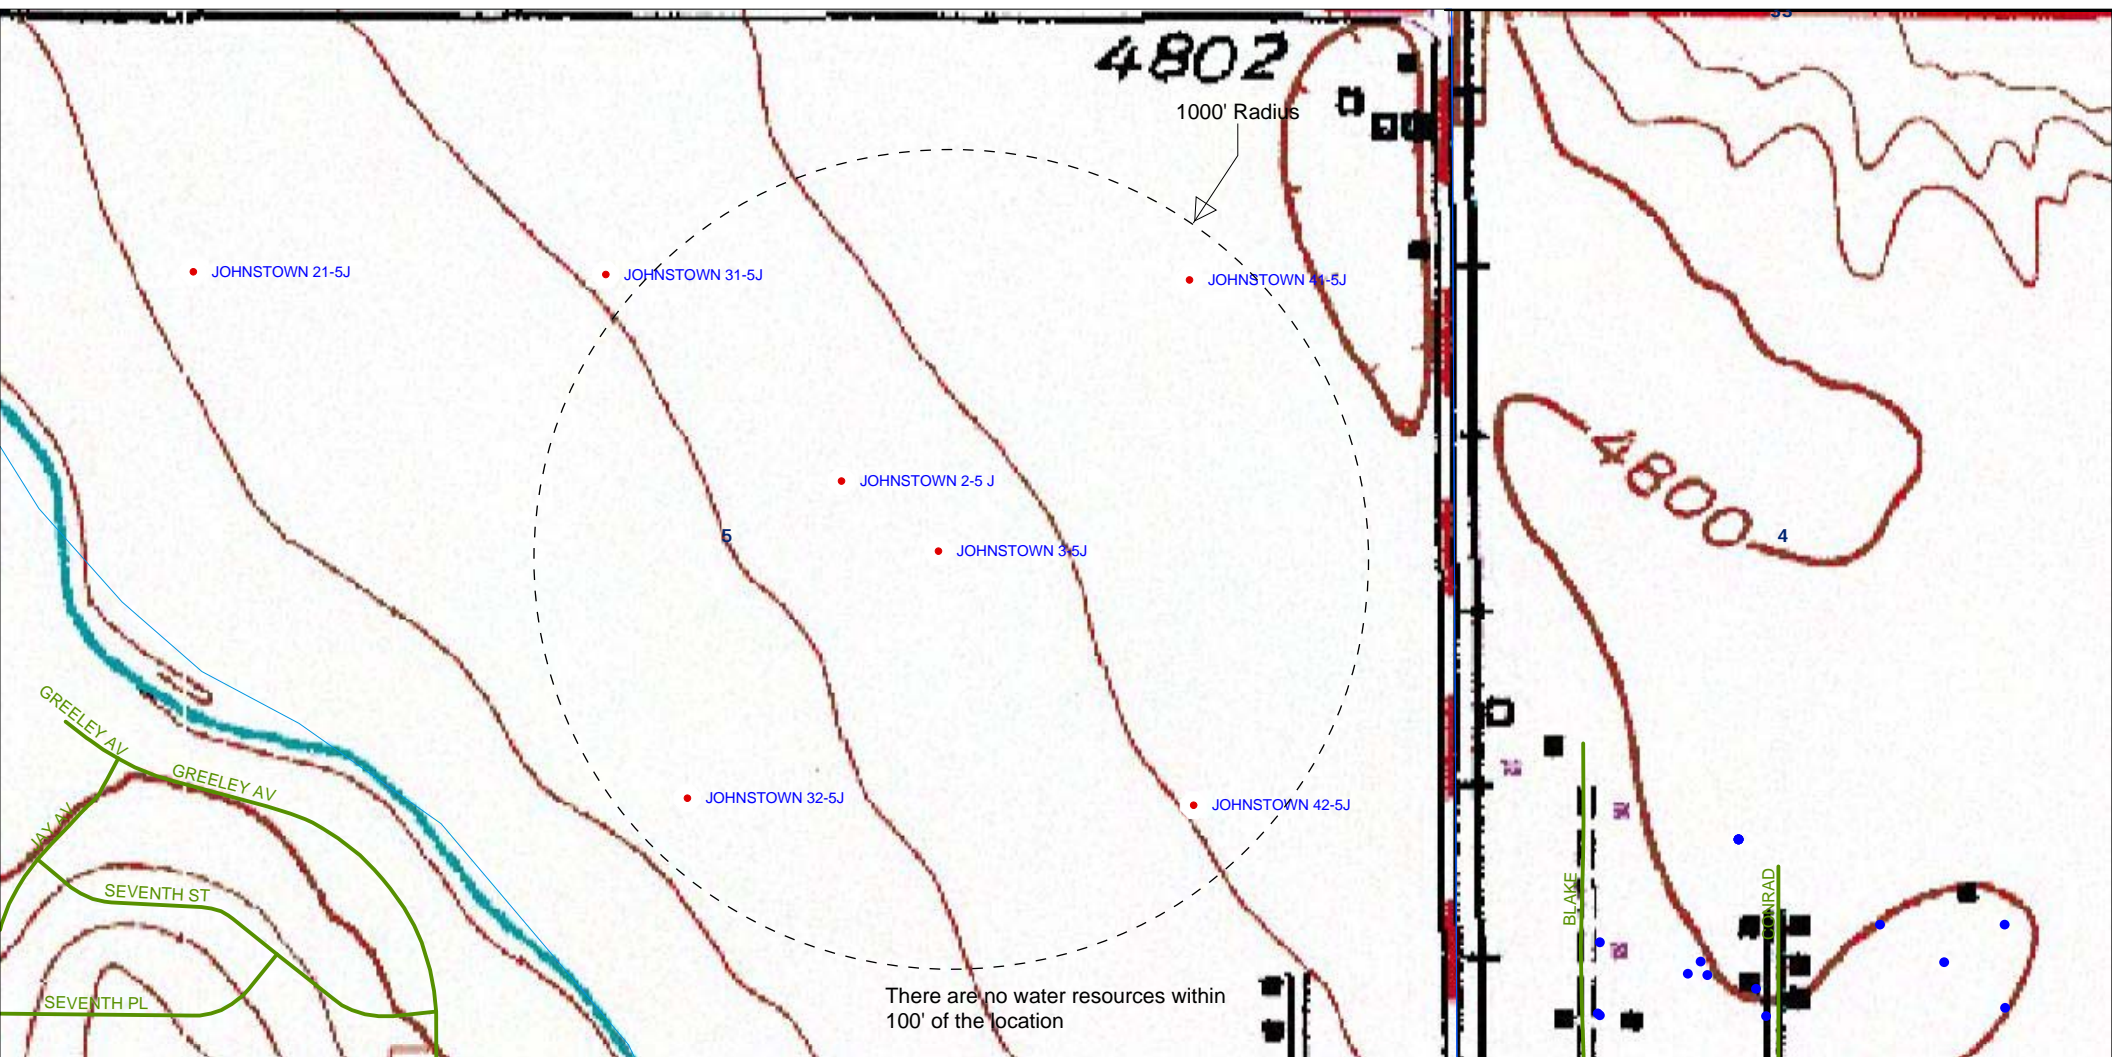 4802
1000' Radius
JOHNSTOWN 21-5J
JOHNSTOWN 31-5J
JOHNSTOWN 41-5J
4800
JOHNSTOWN 2-5 J
5
4
JOHNSTOWN 3-5J
GREELEY AV
GREELEY AV
JAY AV
JOHNSTOWN 32-5J
JOHNSTOWN 42-5J
SEVENTH ST
BLAKE
CONRAD
SEVENTH PL
There are no water resources within
100' of the location